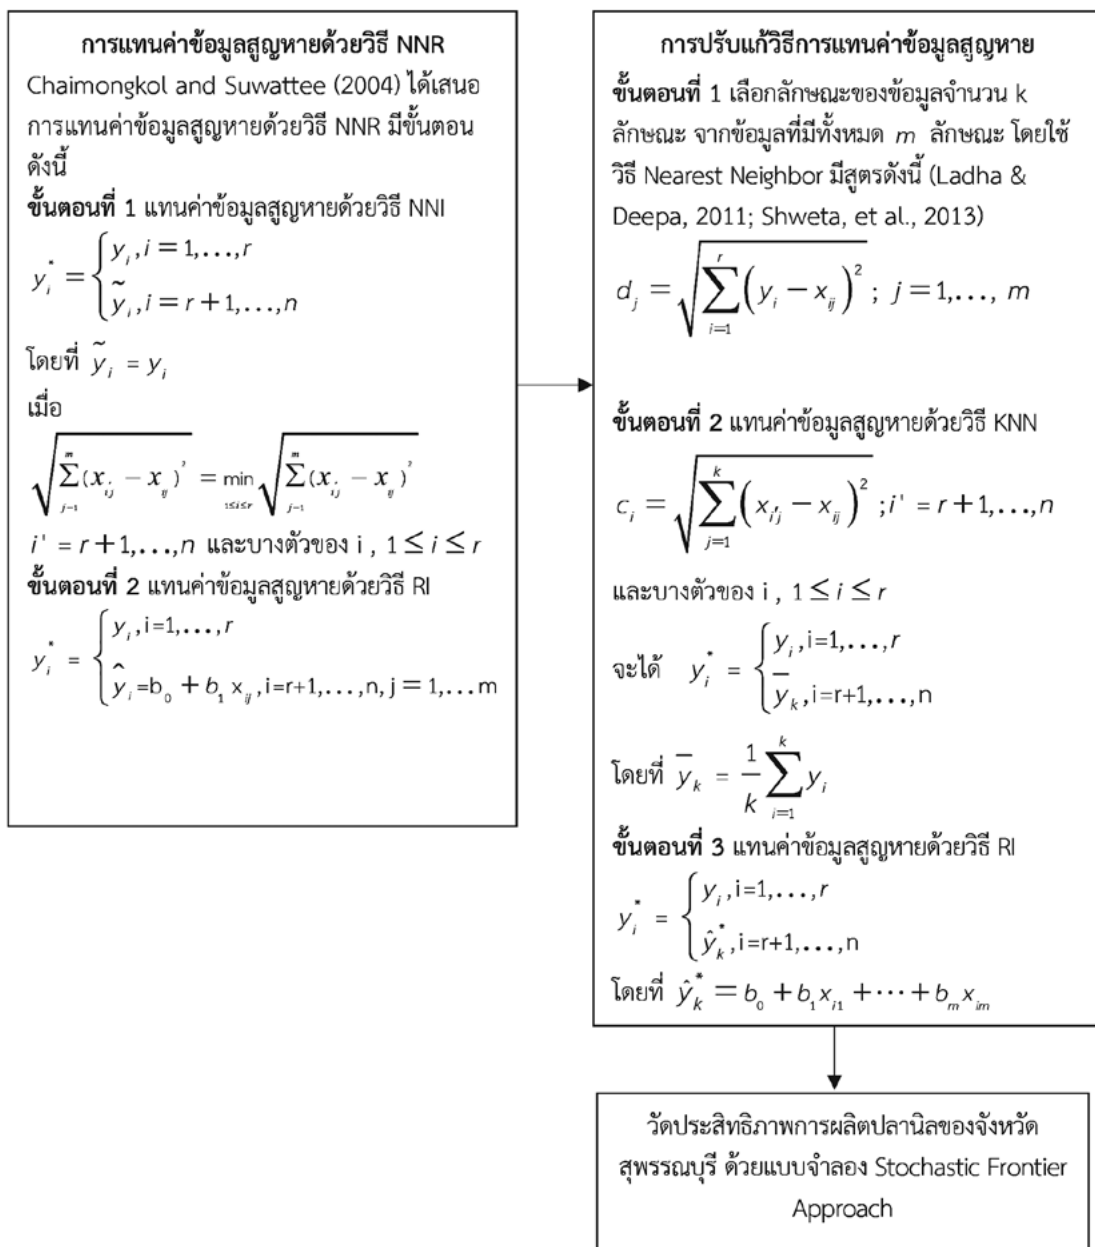 การแทนค่าข้อมูลสูญหายด้วยวิธี NNR
Chaimongkol and Suwattee (2004) ได้เสนอ
การแทนค่าข้อมูลสูญหายด้วยวิธี NNR มีขั้นตอน
ดังนี้
ขั้นตอนที่ 1 แทนค่าข้อมูลสูญหายด้วยวิธี NNI
y_i^* = { y_i, i = 1,...,r
ỹ_i, i = r + 1,...,n
โดยที่ ỹ_i = y_i
เมื่อ
√(∑_{j-1}^{m} (x_{i'j} − x_{ij})^2) = min_{1≤i≤r} √(∑_{j-1}^{m} (x_{i'j} − x_{ij})^2)
i' = r + 1,...,n และบางตัวของ i , 1 ≤ i ≤ r
ขั้นตอนที่ 2 แทนค่าข้อมูลสูญหายด้วยวิธี RI
y_i^* = { y_i, i=1,...,r
ŷ_i=b_0 + b_1 x_{ij}, i=r+1,...,n, j = 1,...m
การปรับแก้วิธีการแทนค่าข้อมูลสูญหาย
ขั้นตอนที่ 1 เลือกลักษณะของข้อมูลจำนวน k
ลักษณะ จากข้อมูลที่มีทั้งหมด m ลักษณะ โดยใช้
วิธี Nearest Neighbor มีสูตรดังนี้ (Ladha &
Deepa, 2011; Shweta, et al., 2013)
d_j = √(∑_{i=1}^{r} (y_i − x_{ij})^2) ; j = 1,..., m
ขั้นตอนที่ 2 แทนค่าข้อมูลสูญหายด้วยวิธี KNN
c_i = √(∑_{j=1}^{k} (x_{i'j} − x_{ij})^2) ; i' = r + 1,...,n
และบางตัวของ i , 1 ≤ i ≤ r
จะได้ y_i^* = { y_i, i=1,...,r
ȳ_k, i=r+1,...,n
โดยที่ ȳ_k = 1/k ∑_{i=1}^{k} y_i
ขั้นตอนที่ 3 แทนค่าข้อมูลสูญหายด้วยวิธี RI
y_i^* = { y_i, i=1,...,r
ŷ_k^*, i=r+1,...,n
โดยที่ ŷ_k^* = b_0 + b_1 x_{i1} + ··· + b_m x_{im}
วัดประสิทธิภาพการผลิตปลานิลของจังหวัด
สุพรรณบุรี ด้วยแบบจำลอง Stochastic Frontier
Approach